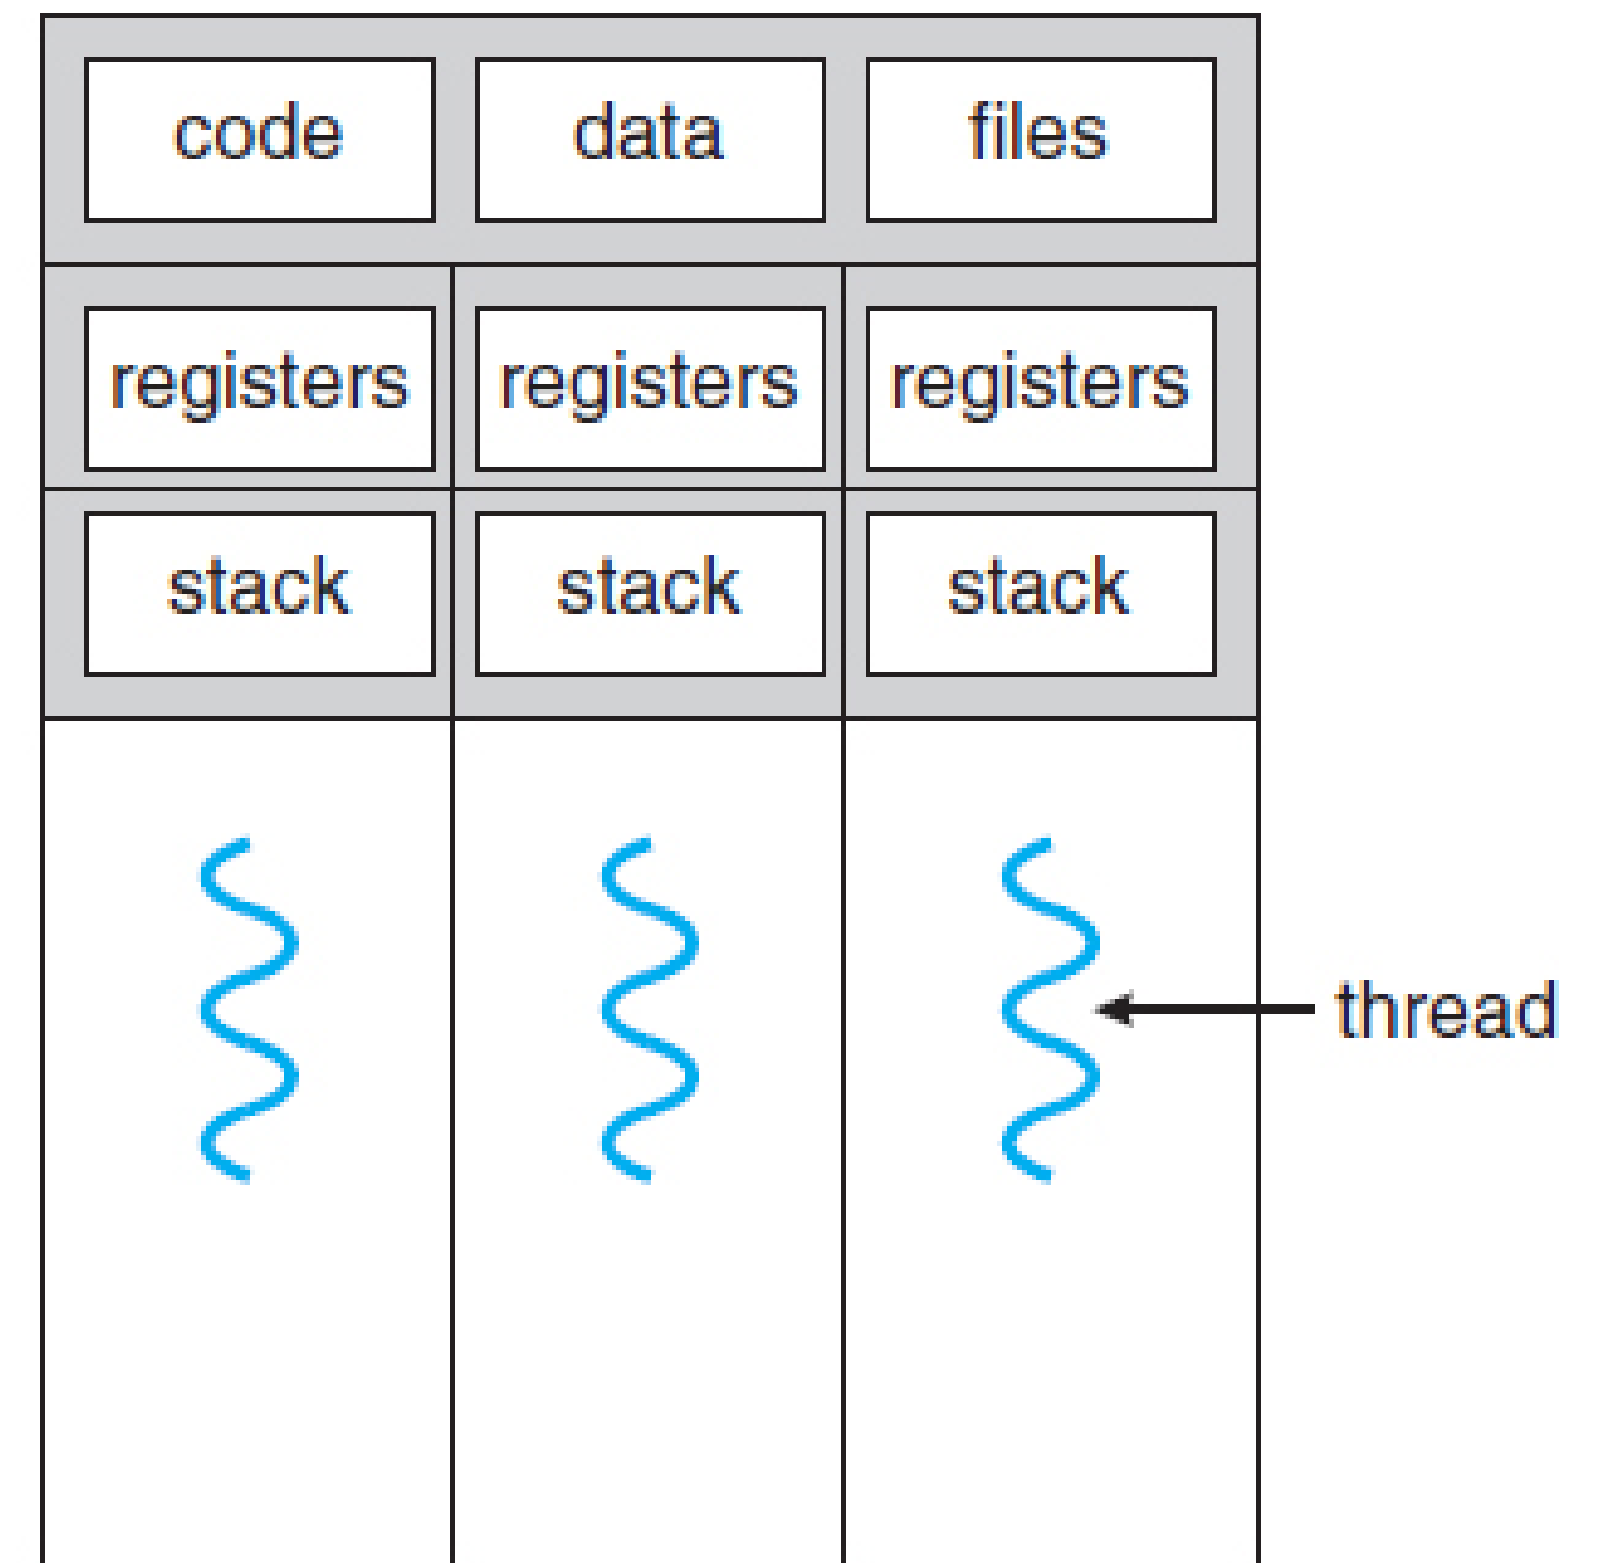 code data files
registers registers registers
stack stack stack
thread